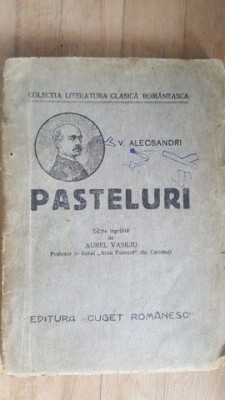 COLECȚIA LITERATURA CLASICĂ ROMÂNEASCĂ
V. ALECSANDRI
PASTELURI
Ediție îngrijită
de
AUREL VASILIU
Profesor la liceul „Aron Pumnul” din Cernăuți
"EDITURA "CUGET ROMÂNESC"